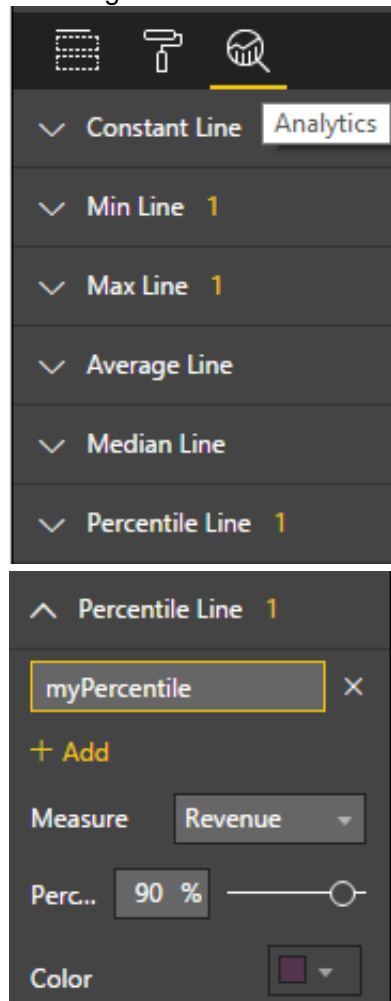 Constant Line
Analytics
Min Line 1
Max Line 1
Average Line
Median Line
Percentile Line 1
Percentile Line 1
myPercentile
+ Add
Measure Revenue
Perc... 90 %
Color